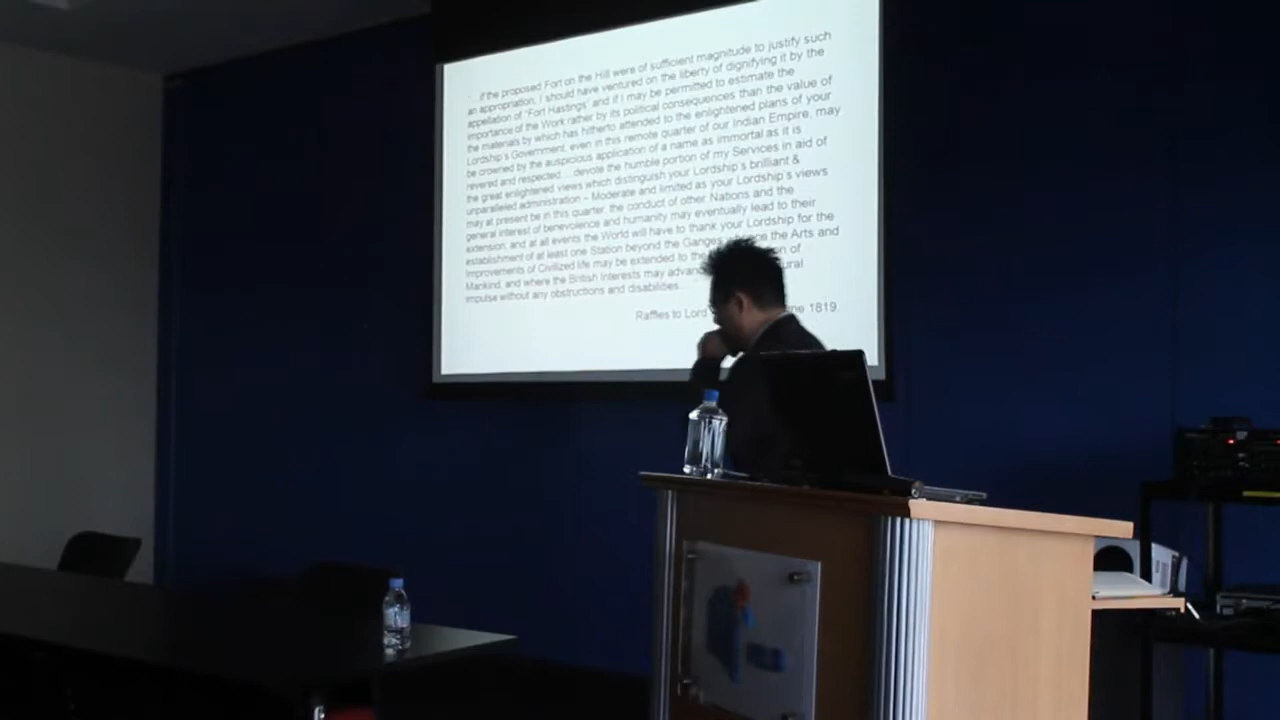 ... if the proposed Fort on the Hill were of sufficient magnitude to justify such
an appropriation, I should have ventured on the liberty of dignifying it by the
appellation of "Fort Hastings" and if I may be permitted to estimate the
importance of the Work rather by its political consequences than the value of
the materials by which has hitherto attended to the enlightened plans of your
Lordship's Government, even in this remote quarter of our Indian Empire, may
be crowned by the auspicious application of a name as immortal as it is
revered and respected.... devote the humble portion of my Services in aid of
the great enlightened views which distinguish your Lordship's brilliant &
unparalleled administration – Moderate and limited as your Lordship's views
may at present be in this quarter, the conduct of other Nations and the
general interest of benevolence and humanity may eventually lead to their
extension; and at all events the World will have to thank your Lordship for the
establishment of at least one Station beyond the Ganges the Arts and
Improvements of Civilized life may be extended to of
Mankind, and where the British Interests may
impulse without any obstructions and disabilities...
Raffles to Lord 1819.